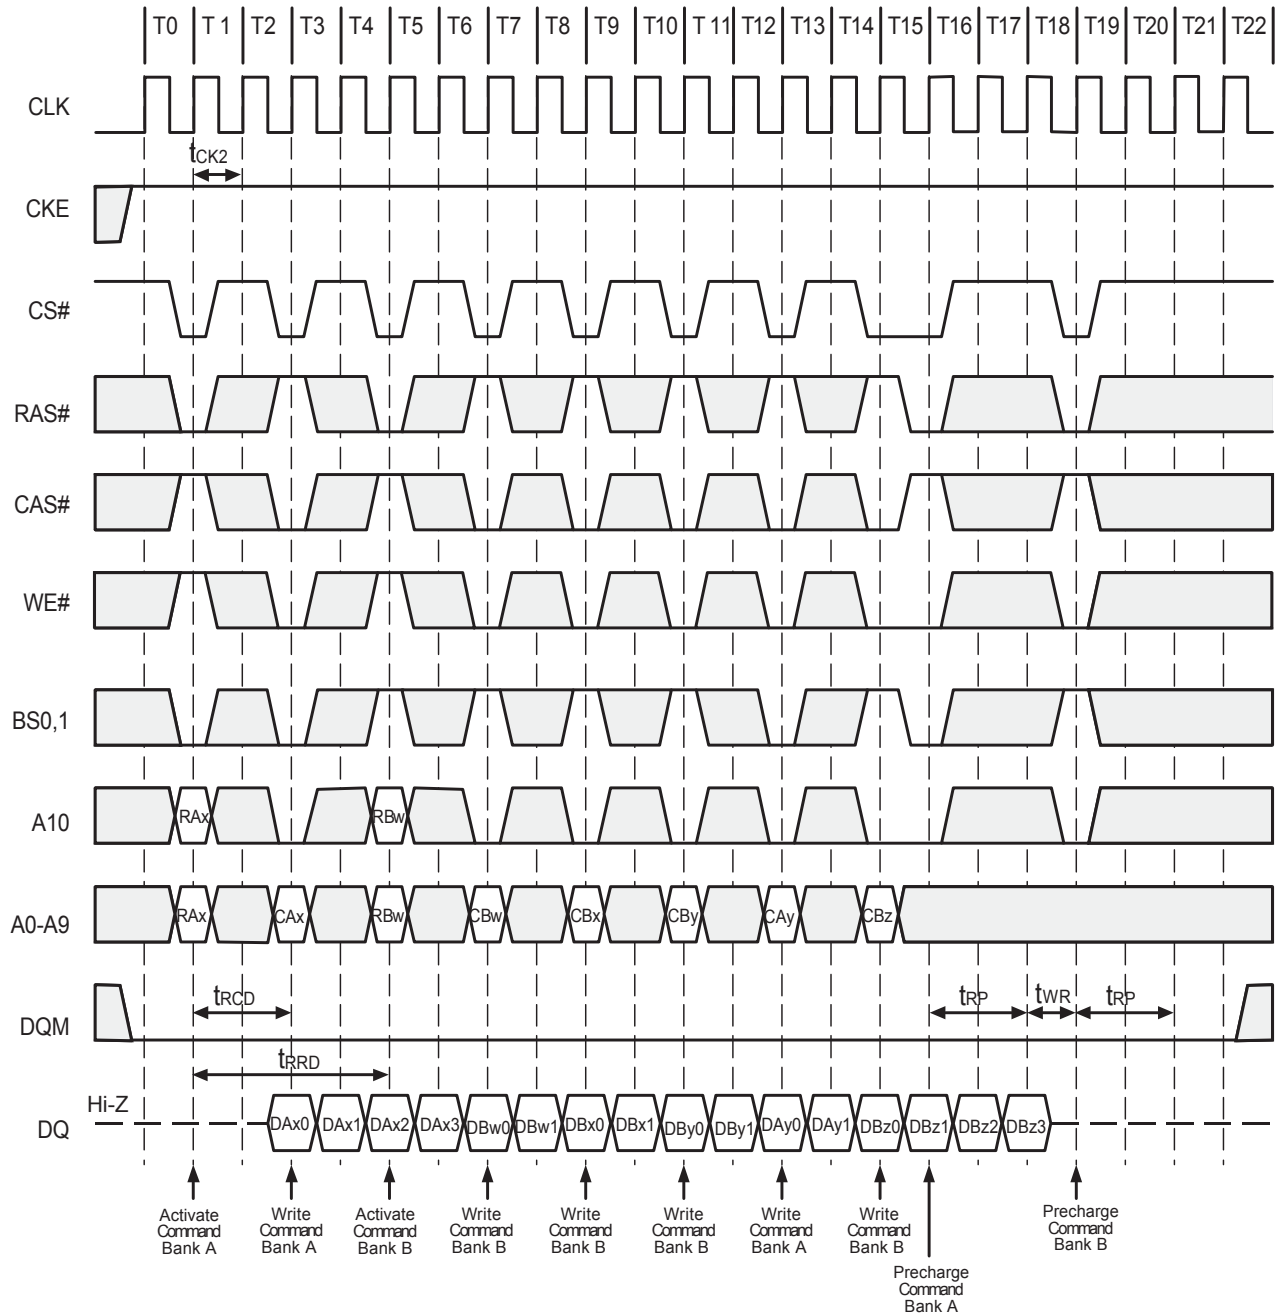 T0 T 1 T2 T3 T4 T5 T6 T7 T8 T9 T10 T 11 T12 T13 T14 T15 T16 T17 T18 T19 T20 T21 T22
CLK
tCK2
CKE
CS#
RAS#
CAS#
WE#
BS0,1
A10
RAx RBw
A0-A9
RAx CAx RBw CBw CBx CBy CAy CBz
DQM
tRCD tRP tWR tRP
tRRD
Hi-Z
DQ
DAx0 DAx1 DAx2 DAx3 DBw0 DBw1 DBx0 DBx1 DBy0 DBy1 DAy0 DAy1 DBz0 DBz1 DBz2 DBz3
Activate
Command
Bank A
Write
Command
Bank A
Activate
Command
Bank B
Write
Command
Bank B
Write
Command
Bank B
Write
Command
Bank B
Write
Command
Bank A
Write
Command
Bank B
Precharge
Command
Bank A
Precharge
Command
Bank B